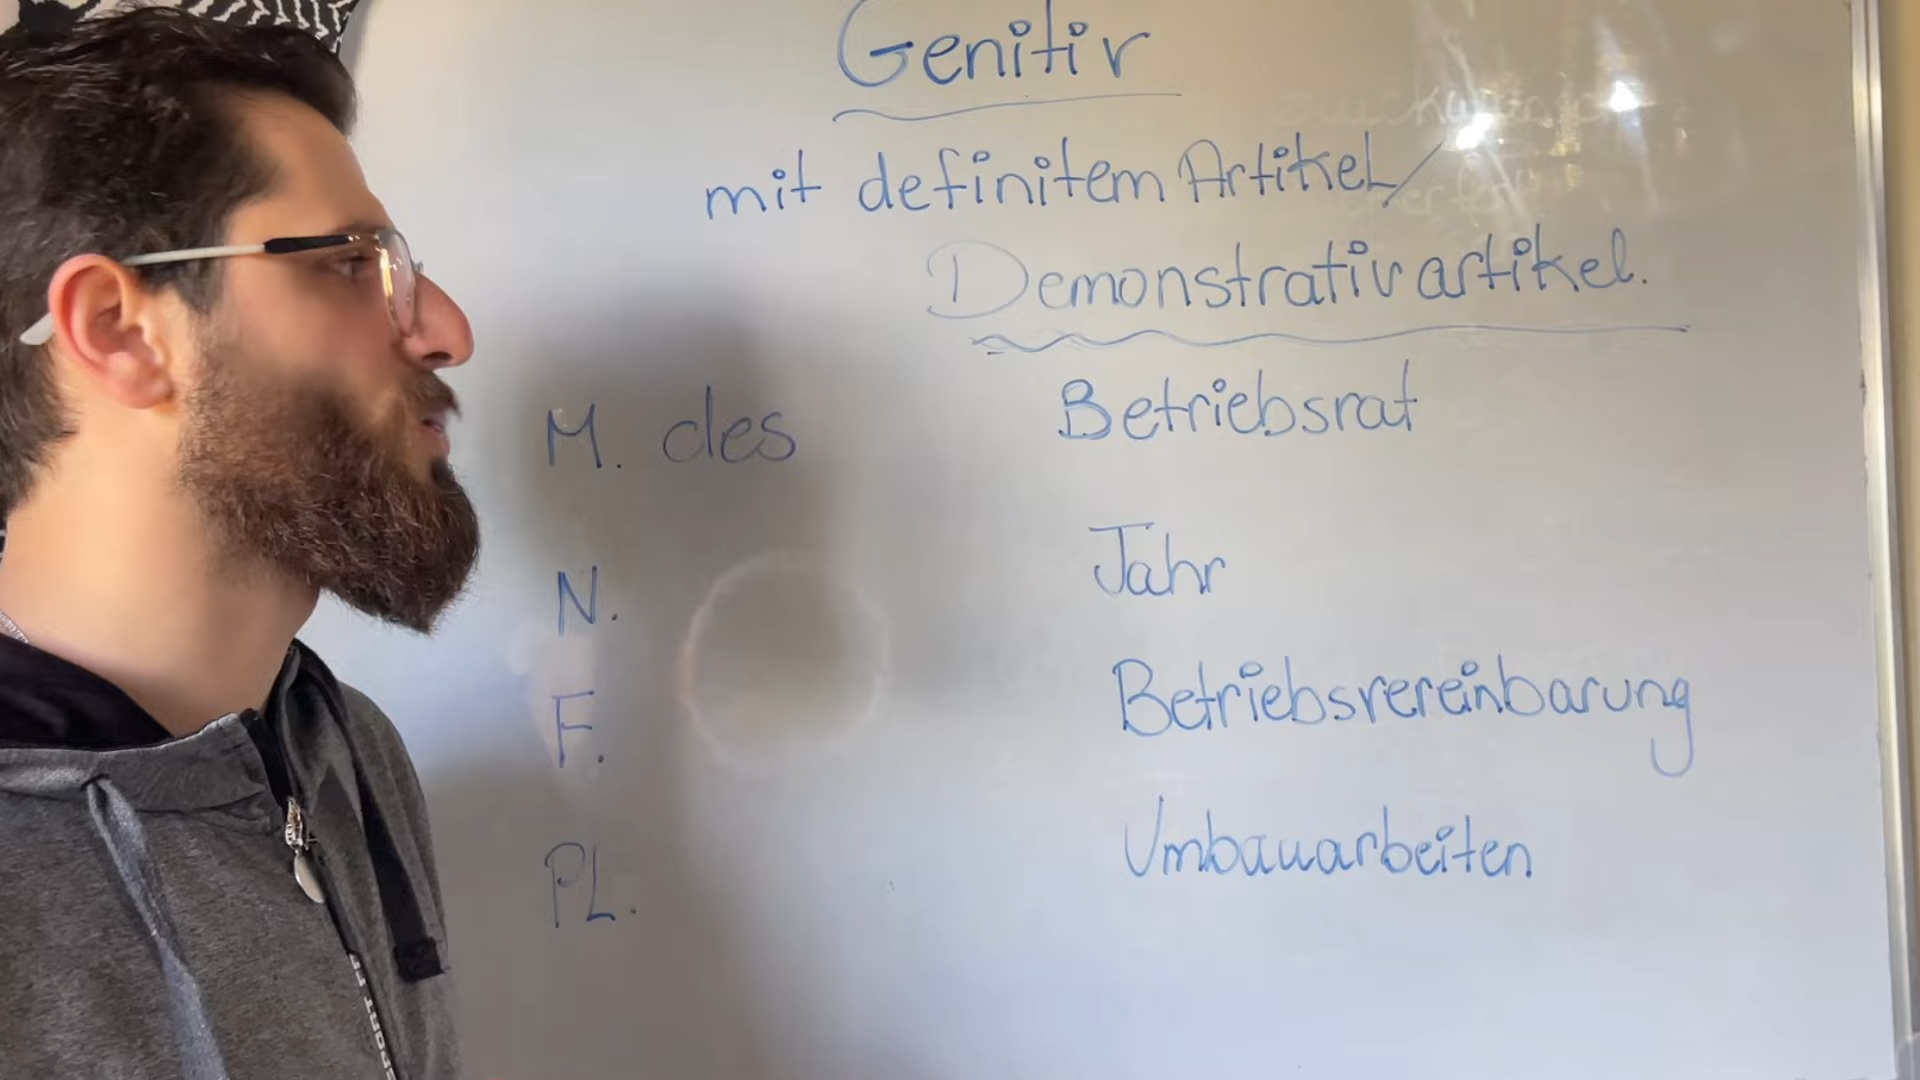 Genitiv
mit definitem Artikel/
Demonstrativartikel.
M. des Betriebsrat
N. Jahr
F. Betriebsvereinbarung
PL. Umbauarbeiten